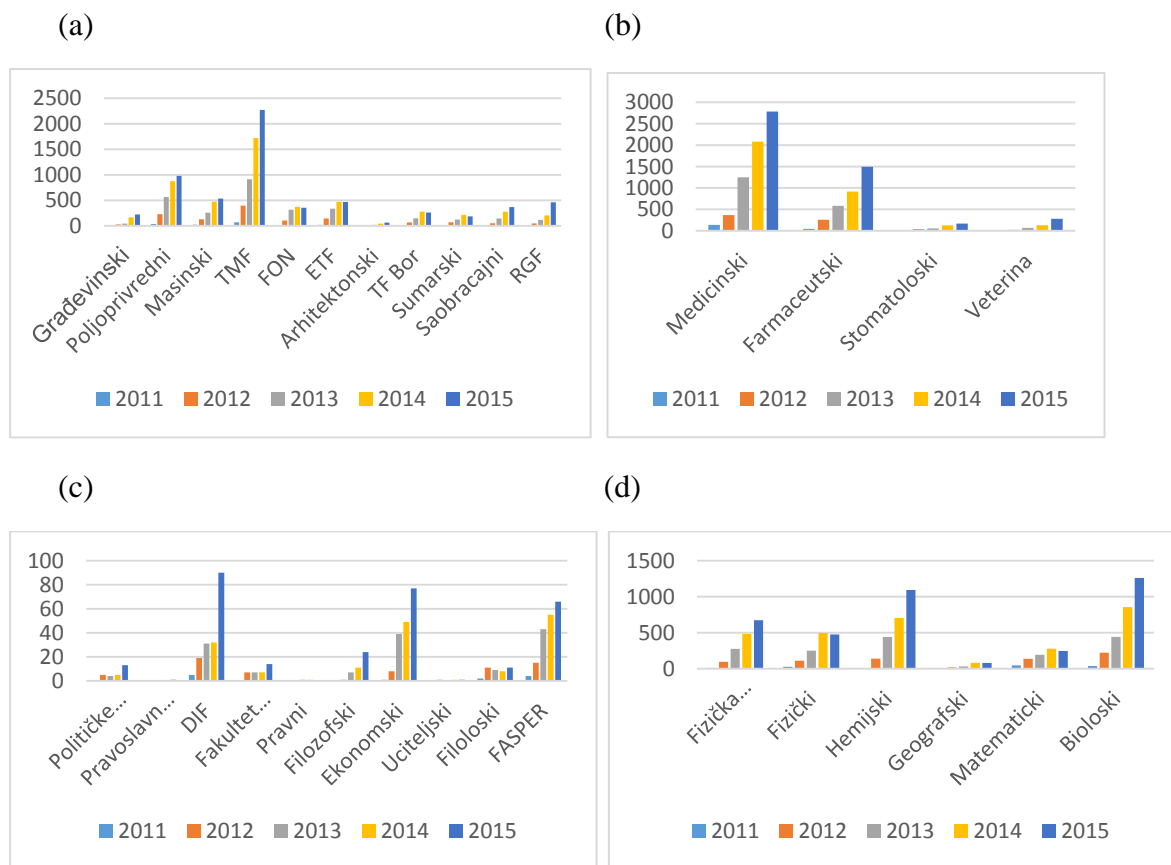 (a)
2500
2000
1500
1000
500
0
Građevinski
Poljoprivredni
Masinski
TMF
FON
ETF
Arhitektonski
TF Bor
Sumarski
Saobracajni
RGF
2011 2012 2013 2014 2015
(b)
3000
2500
2000
1500
1000
500
0
Medicinski
Farmaceutski
Stomatoloski
Veterina
2011 2012 2013 2014 2015
(c)
100
80
60
40
20
0
Političke...
Pravoslavn...
DIF
Fakultet...
Pravni
Filozofski
Ekonomski
Uciteljski
Filoloski
FASPER
2011 2012 2013 2014 2015
(d)
1500
1000
500
0
Fizička...
Fizički
Hemijski
Geografski
Matematicki
Bioloski
2011 2012 2013 2014 2015